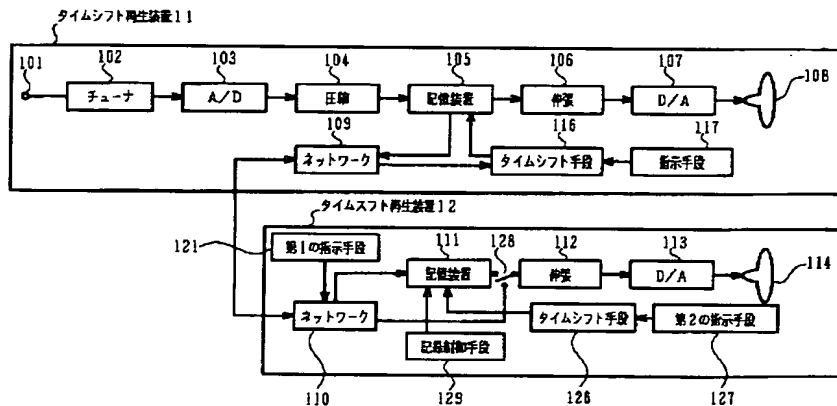 タイムシフト再生装置11
101
102
103
104
105
106
107
108
チューナ
A/D
圧縮
記憶装置
伸張
D/A
109
116
117
ネットワーク
タイムシフト手段
指示手段
タイムスフト再生装置12
121
第1の指示手段
111
128
112
113
114
記憶装置
伸張
D/A
ネットワーク
タイムシフト手段
第2の指示手段
記録制御手段
110
129
126
127